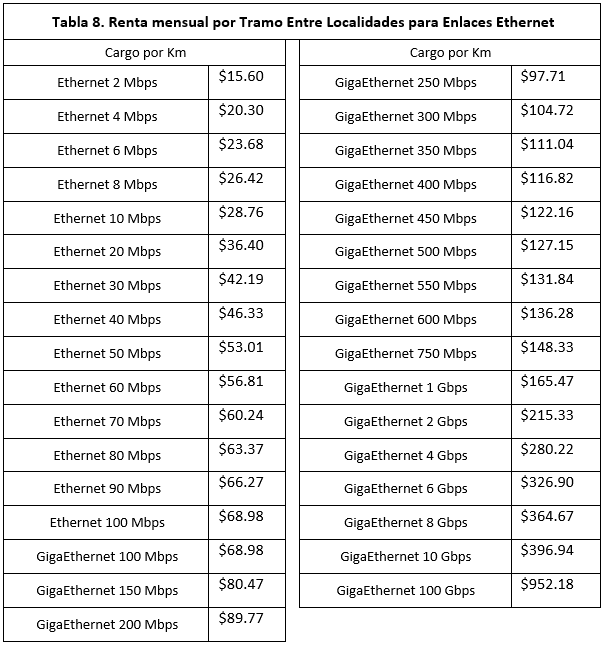 Tabla 8. Renta mensual por Tramo Entre Localidades para Enlaces Ethernet
Cargo por Km
Ethernet 2 Mbps $15.60
Ethernet 4 Mbps $20.30
Ethernet 6 Mbps $23.68
Ethernet 8 Mbps $26.42
Ethernet 10 Mbps $28.76
Ethernet 20 Mbps $36.40
Ethernet 30 Mbps $42.19
Ethernet 40 Mbps $46.33
Ethernet 50 Mbps $53.01
Ethernet 60 Mbps $56.81
Ethernet 70 Mbps $60.24
Ethernet 80 Mbps $63.37
Ethernet 90 Mbps $66.27
Ethernet 100 Mbps $68.98
GigaEthernet 100 Mbps $68.98
GigaEthernet 150 Mbps $80.47
GigaEthernet 200 Mbps $89.77
Cargo por Km
GigaEthernet 250 Mbps $97.71
GigaEthernet 300 Mbps $104.72
GigaEthernet 350 Mbps $111.04
GigaEthernet 400 Mbps $116.82
GigaEthernet 450 Mbps $122.16
GigaEthernet 500 Mbps $127.15
GigaEthernet 550 Mbps $131.84
GigaEthernet 600 Mbps $136.28
GigaEthernet 750 Mbps $148.33
GigaEthernet 1 Gbps $165.47
GigaEthernet 2 Gbps $215.33
GigaEthernet 4 Gbps $280.22
GigaEthernet 6 Gbps $326.90
GigaEthernet 8 Gbps $364.67
GigaEthernet 10 Gbps $396.94
GigaEthernet 100 Gbps $952.18